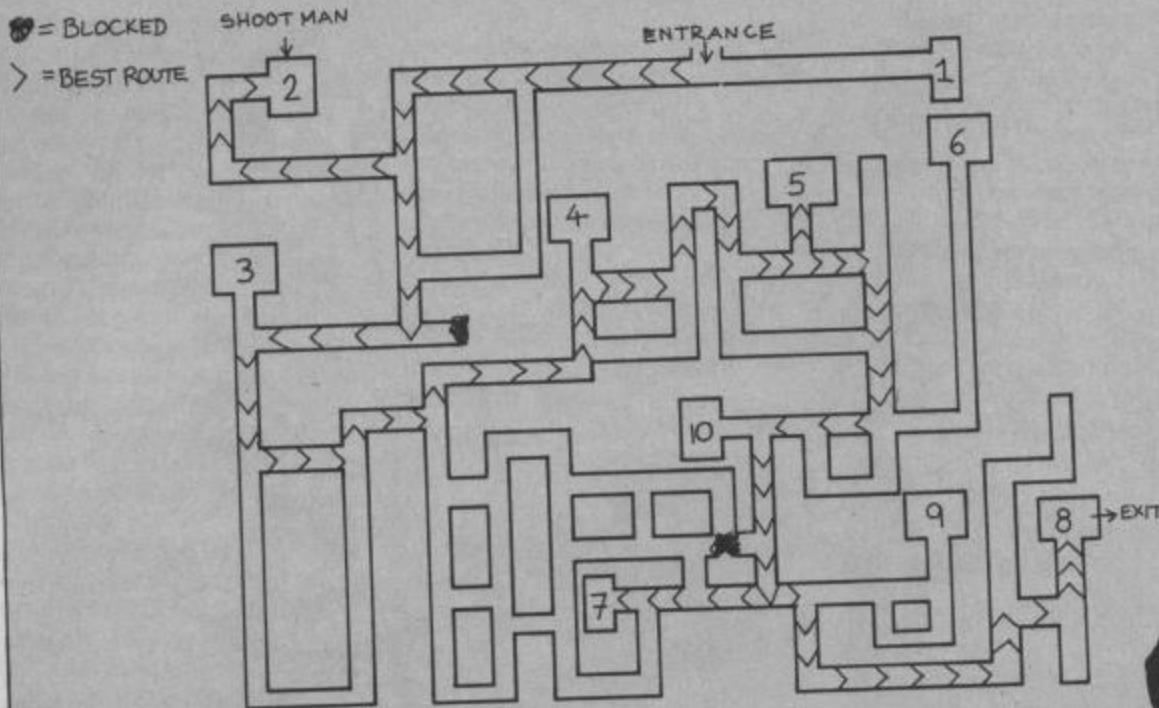 = BLOCKED
> = BEST ROUTE
SHOOT MAN
ENTRANCE
1
2
3
4
5
6
7
8
9
10
EXIT